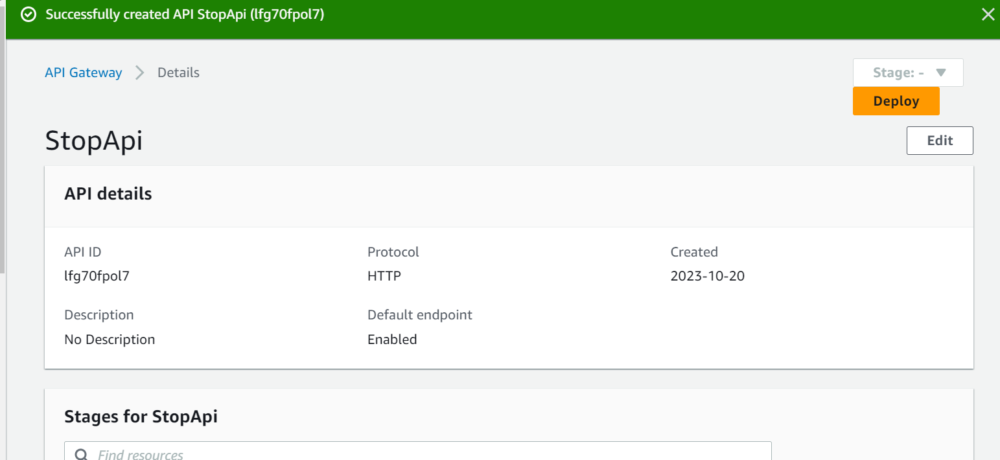 Successfully created API StopApi (lfg70fpol7)
API Gateway Details
Stage: -
Deploy
StopApi
Edit
API details
API ID Protocol Created
lfg70fpol7 HTTP 2023-10-20
Description Default endpoint
No Description Enabled
Stages for StopApi
Find resources